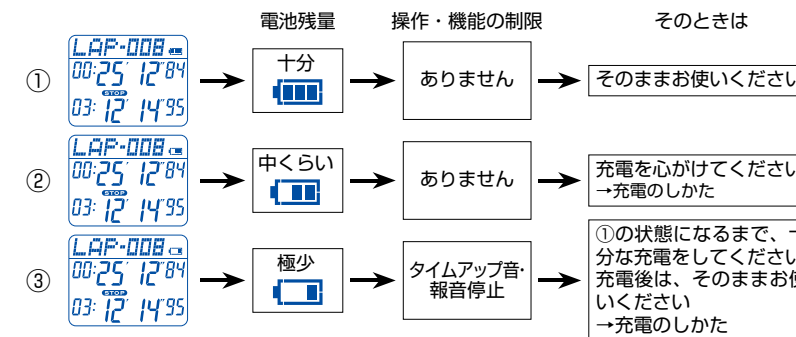 電池残量 操作・機能の制限 そのときは
① LAP-008 00:25' 12"84 STOP 03:12' 14"95 十分 ありません そのままお使いください
② LAP-008 00:25' 12"84 STOP 03:12' 14"95 中くらい ありません 充電を心がけてください
→充電のしかた
③ LAP-008 00:25' 12"84 STOP 03:12' 14"95 極少 タイムアップ音・
報音停止
①の状態になるまで、十
分な充電をしてください
充電後は、そのままお使
いください
→充電のしかた